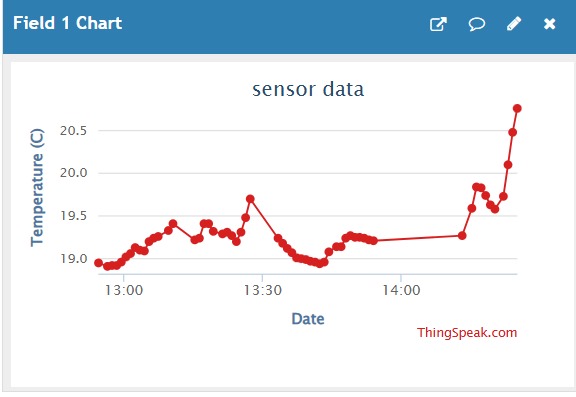 Field 1 Chart
sensor data
Temperature (C)
20.5
20.0
19.5
19.0
13:00 13:30 14:00
Date
ThingSpeak.com